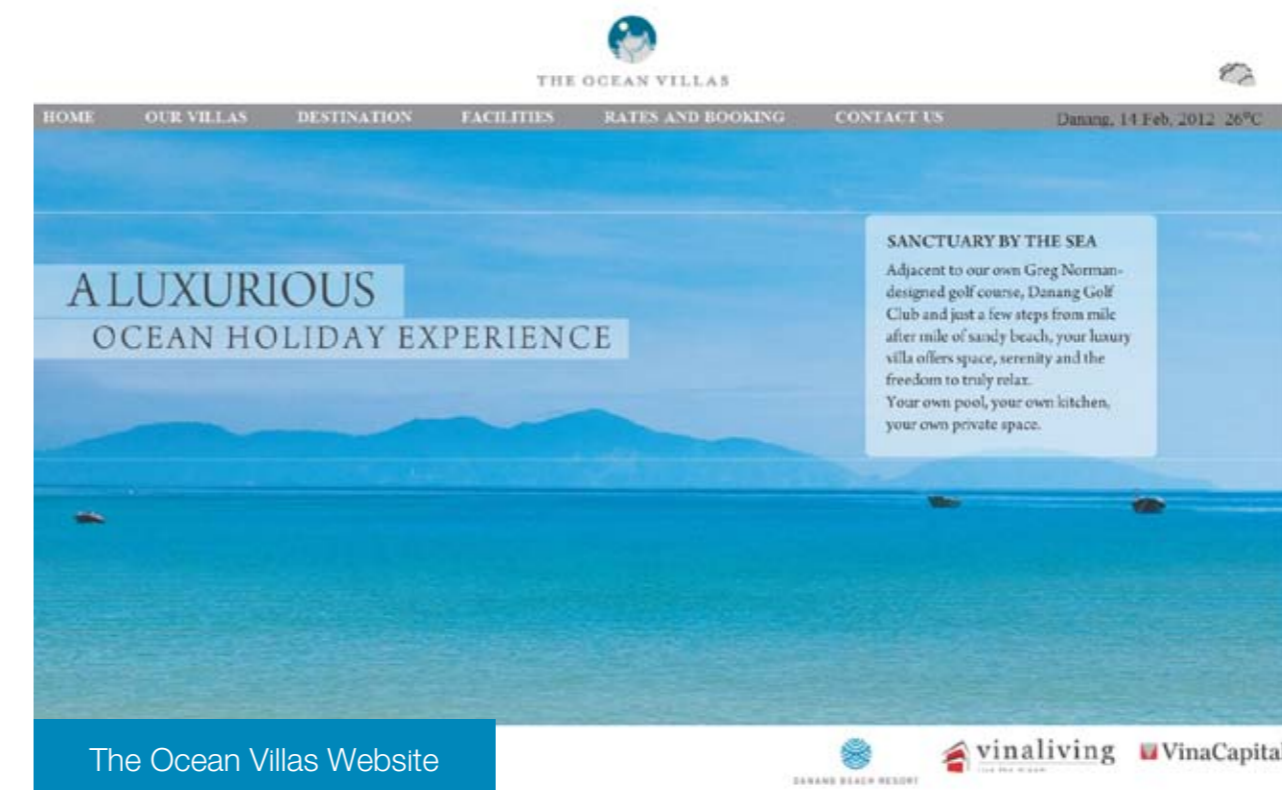 THE OCEAN VILLAS
HOME OUR VILLAS DESTINATION FACILITIES RATES AND BOOKING CONTACT US Danang, 14 Feb, 2012 26°C
A LUXURIOUS
OCEAN HOLIDAY EXPERIENCE
SANCTUARY BY THE SEA
Adjacent to our own Greg Norman-
designed golf course, Danang Golf
Club and just a few steps from mile
after mile of sandy beach, your luxury
villa offers space, serenity and the
freedom to truly relax.
Your own pool, your own kitchen,
your own private space.
The Ocean Villas Website
DANANG BEACH RESORT
vinaliving
VinaCapital